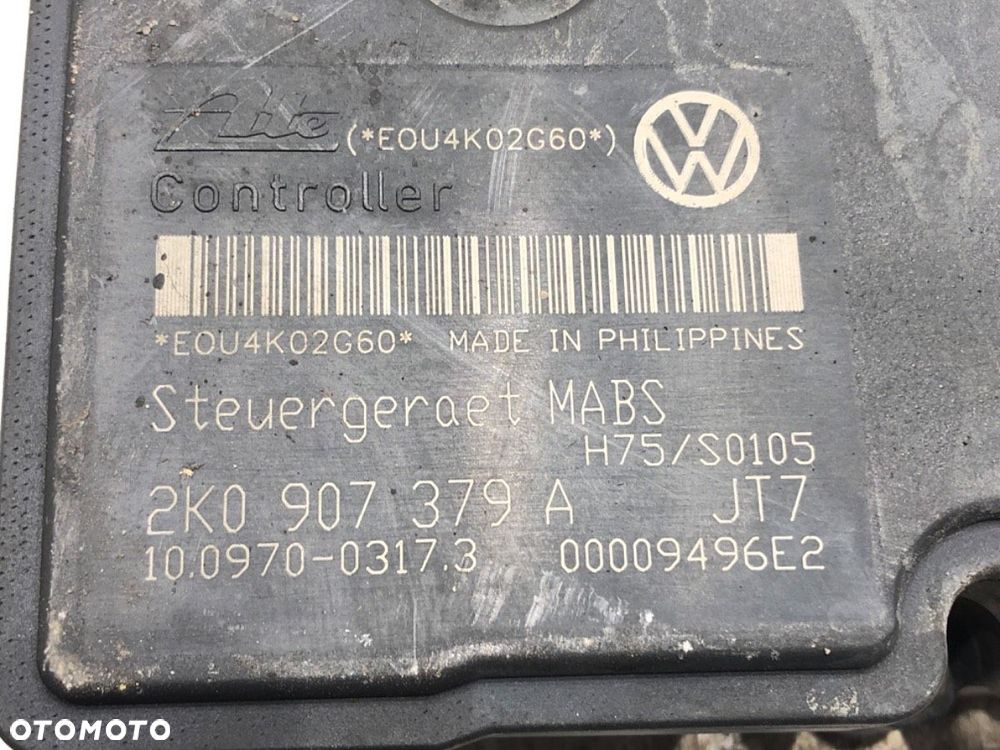 Ate (*EOU4K02G60*)
Controller
*EOU4K02G60* MADE IN PHILIPPINES
Steuergeraet MABS
H75/S0105
2K0 907 379 A JT7
10.0970-0317.3 00009496E2
OTOMOTO